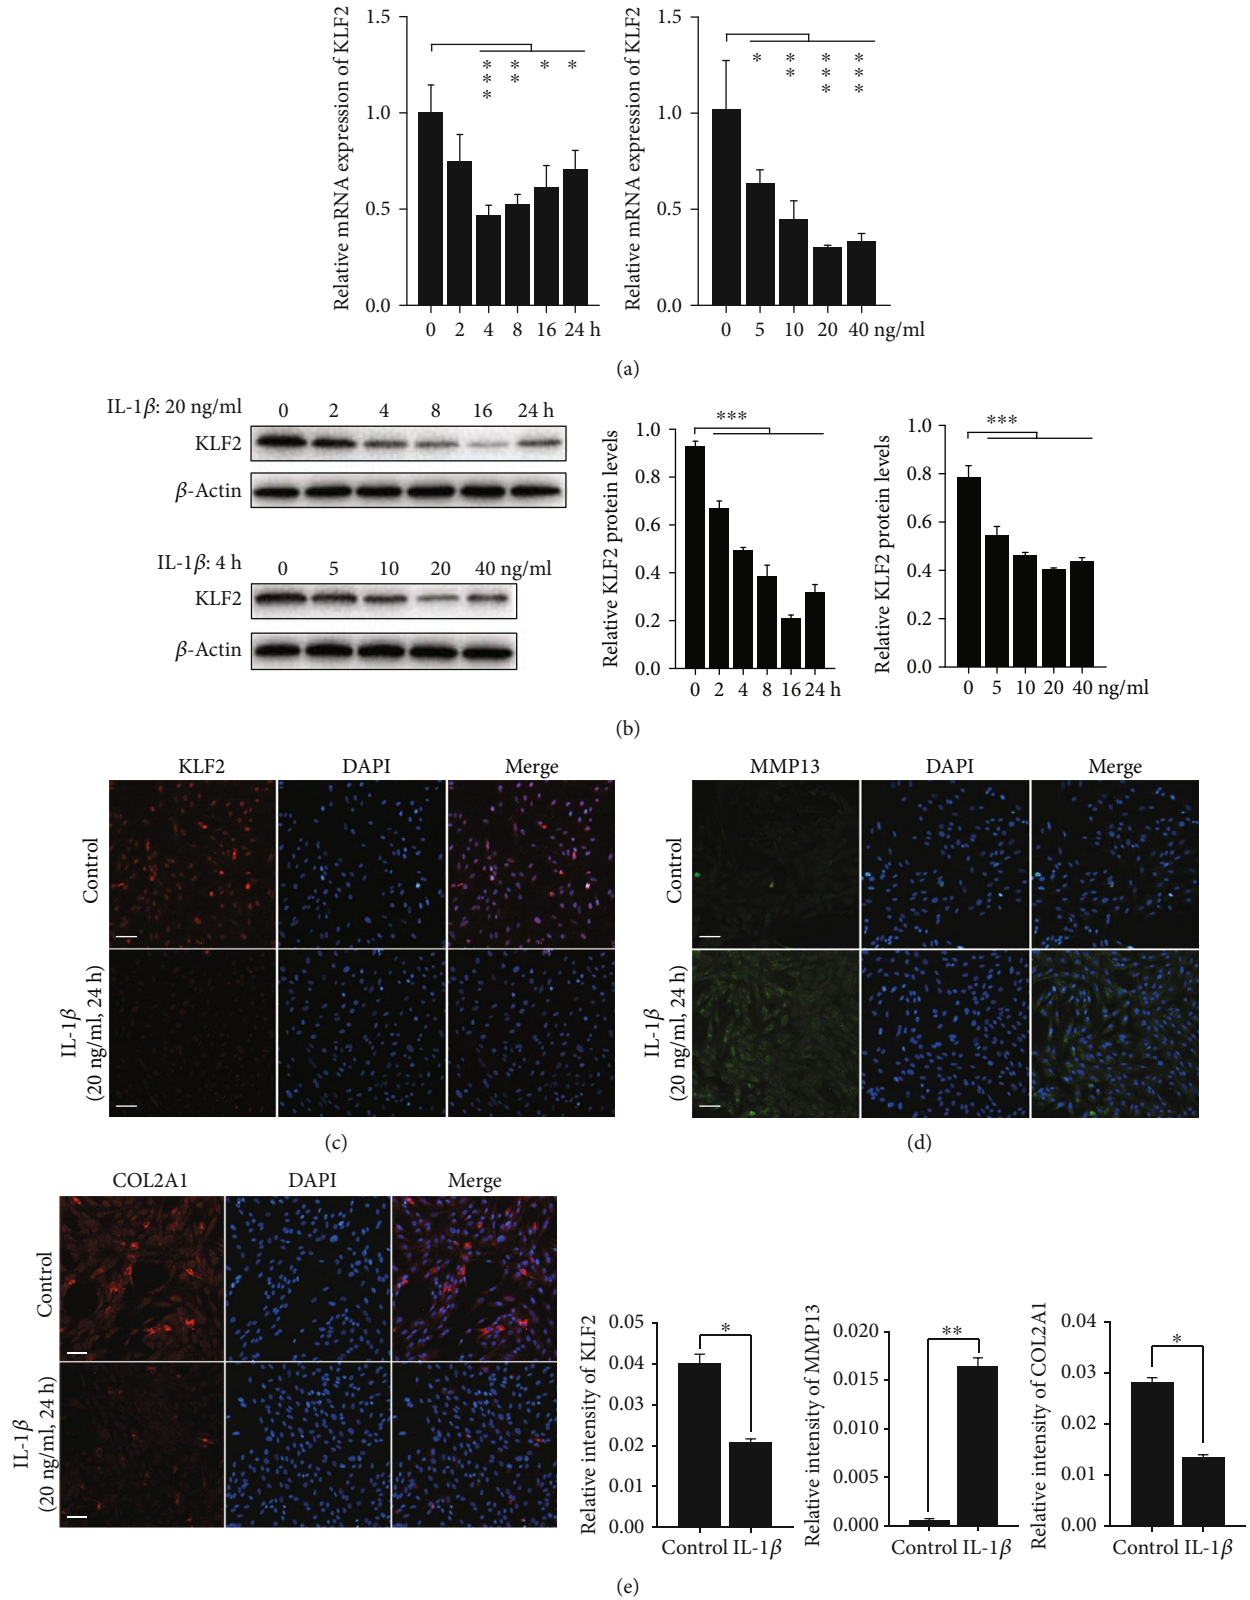 Relative mRNA expression of KLF2
1.5
1.0
0.5
0.0
*** ** * *
0 2 4 8 16 24 h
Relative mRNA expression of KLF2
1.5
1.0
0.5
0.0
* ** *** ***
0 5 10 20 40 ng/ml
(a)
IL-1β: 20 ng/ml 0 2 4 8 16 24 h
KLF2
β-Actin
IL-1β: 4 h 0 5 10 20 40 ng/ml
KLF2
β-Actin
Relative KLF2 protein levels
1.0
0.8
0.6
0.4
0.2
0.0
***
0 2 4 8 16 24 h
Relative KLF2 protein levels
1.0
0.8
0.6
0.4
0.2
0.0
***
0 5 10 20 40 ng/ml
(b)
KLF2 DAPI Merge
Control
IL-1β
(20 ng/ml, 24 h)
(c)
MMP13 DAPI Merge
Control
IL-1β
(20 ng/ml, 24 h)
(d)
COL2A1 DAPI Merge
Control
IL-1β
(20 ng/ml, 24 h)
Relative intensity of KLF2
0.05
0.04
0.03
0.02
0.01
0.00
*
Control IL-1β
Relative intensity of MMP13
0.020
0.015
0.010
0.005
0.000
**
Control IL-1β
Relative intensity of COL2A1
0.04
0.03
0.02
0.01
0.00
*
Control IL-1β
(e)